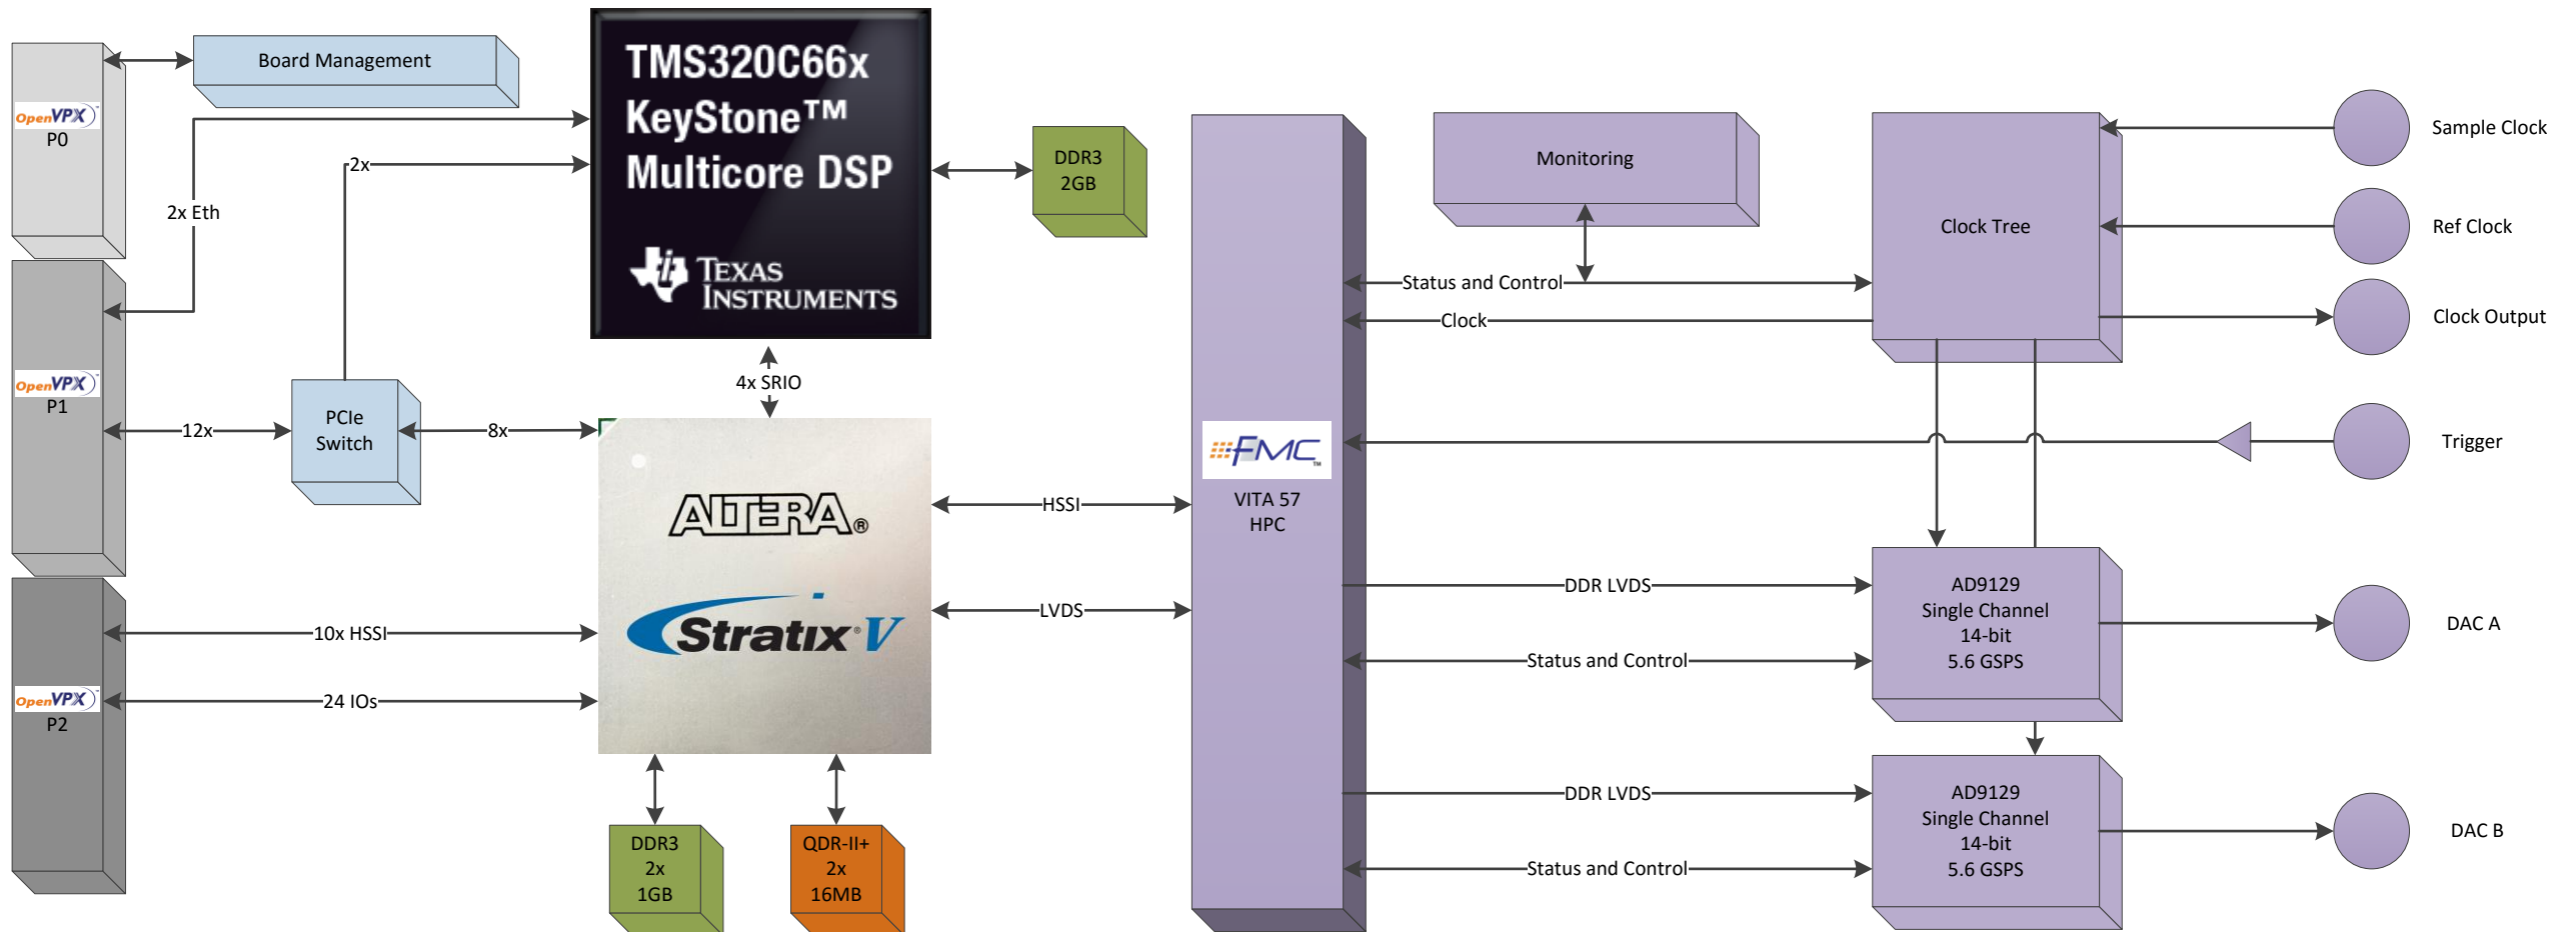 OpenVPX™
P0
Board Management
2x Eth
2x
TMS320C66x
KeyStone™
Multicore DSP
TEXAS
INSTRUMENTS
DDR3
2GB
OpenVPX™
P1
12x
PCIe
Switch
8x
4x SRIO
ALTERA®
Stratix® V
HSSI
LVDS
OpenVPX™
P2
10x HSSI
24 IOs
DDR3
2x
1GB
QDR-II+
2x
16MB
FMC™
VITA 57
HPC
Monitoring
Status and Control
Clock
Clock Tree
Sample Clock
Ref Clock
Clock Output
Trigger
DDR LVDS
Status and Control
AD9129
Single Channel
14-bit
5.6 GSPS
DAC A
DDR LVDS
Status and Control
AD9129
Single Channel
14-bit
5.6 GSPS
DAC B